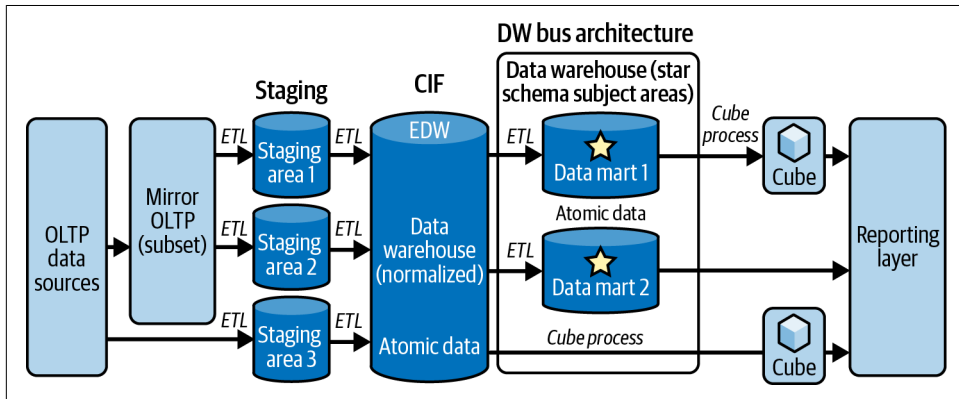 DW bus architecture
Data warehouse (star
schema subject areas)
Staging
CIF
Cube
process
ETL
ETL
EDW
ETL
Staging
area 1
Data mart 1
Cube
Mirror
OLTP
(subset)
OLTP
data
sources
ETL
ETL
Staging
area 2
Data
warehouse
(normalized)
Atomic data
ETL
Data mart 2
Reporting
layer
ETL
ETL
Staging
area 3
Atomic data
Cube process
Cube